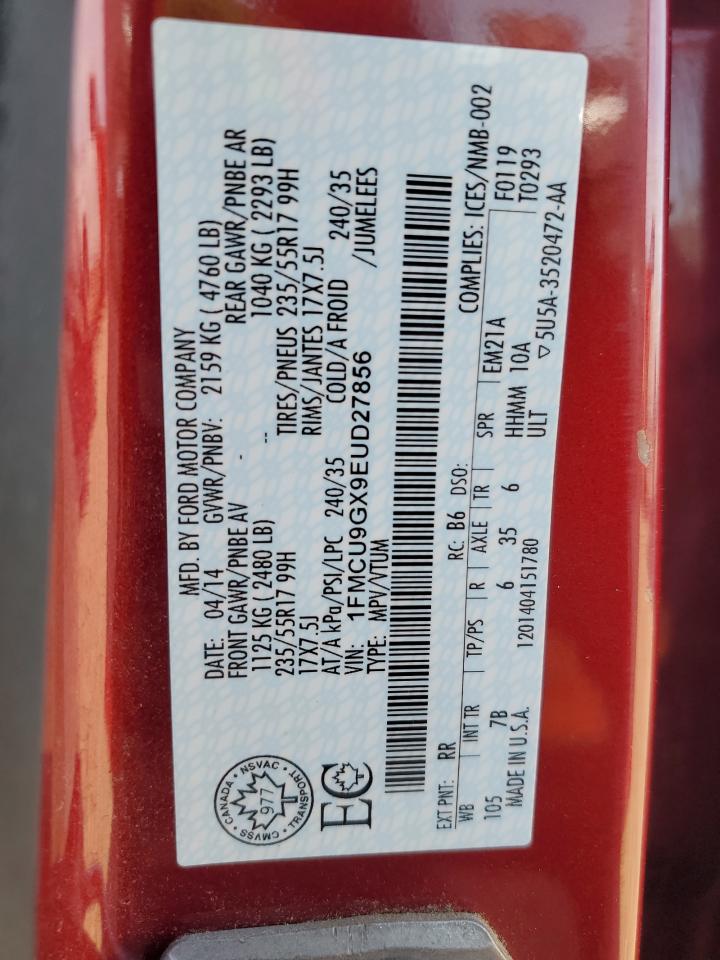 MFD. BY FORD MOTOR COMPANY
DATE: 04/14 GVWR/PNBV: 2159 KG ( 4760 LB)
FRONT GAWR/PNBE AV REAR GAWR/PNBE AR
1125 KG ( 2480 LB) - -- 1040 KG ( 2293 LB)
235/55R17 99H TIRES/PNEUS 235/55R17 99H
17X7.5J RIMS/JANTES 17X7.5J
AT/A kPa/PSI/LPC 240/35 COLD/A FROID 240/35
VIN: 1FMCU9GX9EUD27856 /JUMELEES
TYPE: MPV/VTUM
CANADA • NSVAC • TRANSPORT • CMVSS •
977
EC
COMPLIES: ICES/NMB-002
EXT PNT: RR RC: B6 DSO:
WB INT TR TP/PS R AXLE TR SPR EM21A F0119
105 7B 6 35 6 HHMM 10A T0293
MADE IN U.S.A. 1201404151780 ULT ▽5U5A-3520472-AA